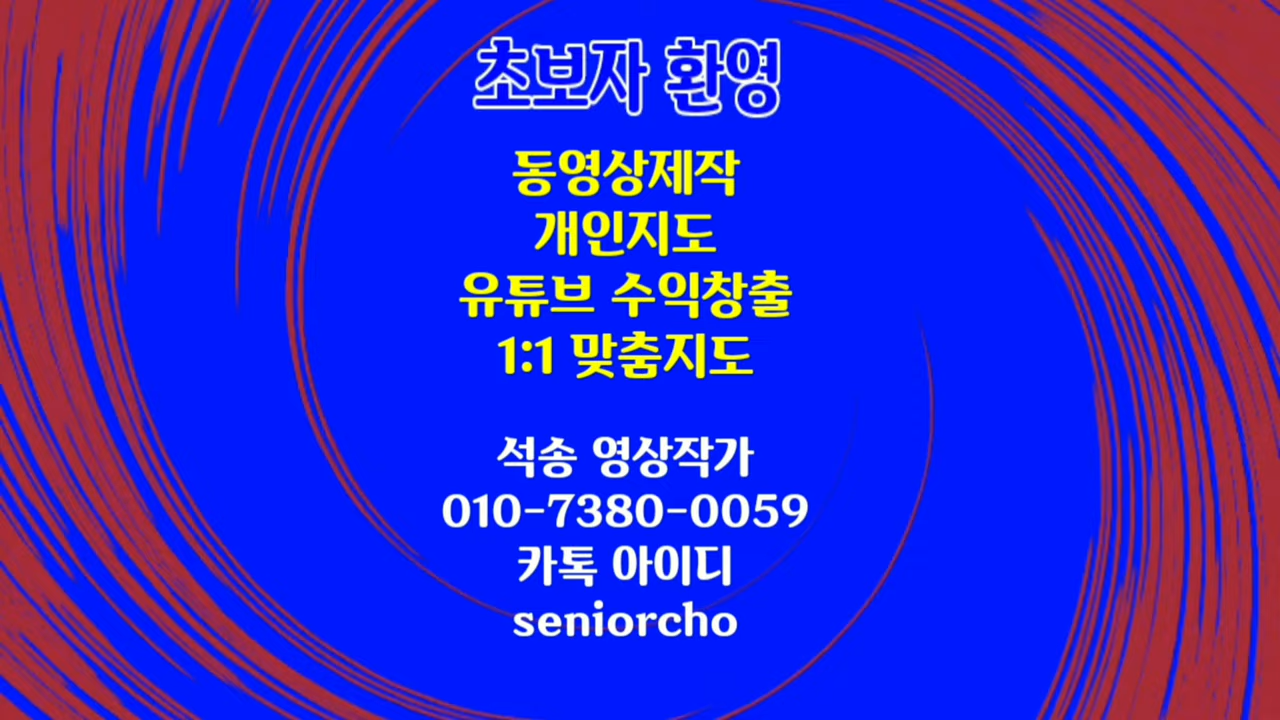 초보자 환영
동영상제작
개인지도
유튜브 수익창출
1:1 맞춤지도
석송 영상작가
010-7380-0059
카톡 아이디
seniorcho